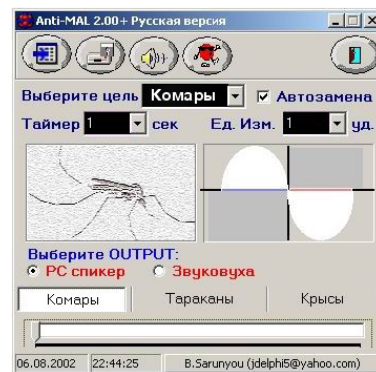 Anti-MAL 2.00+ Русская версия
Выберите цель Комары Автозамена
Таймер 1 сек Ед. Изм. 1 уд.
Выберите OUTPUT:
PC спикер Звуковуха
Комары Тараканы Крысы
06.08.2002 22:44:25 B.Sarunyou (jdelphi5@yahoo.com)